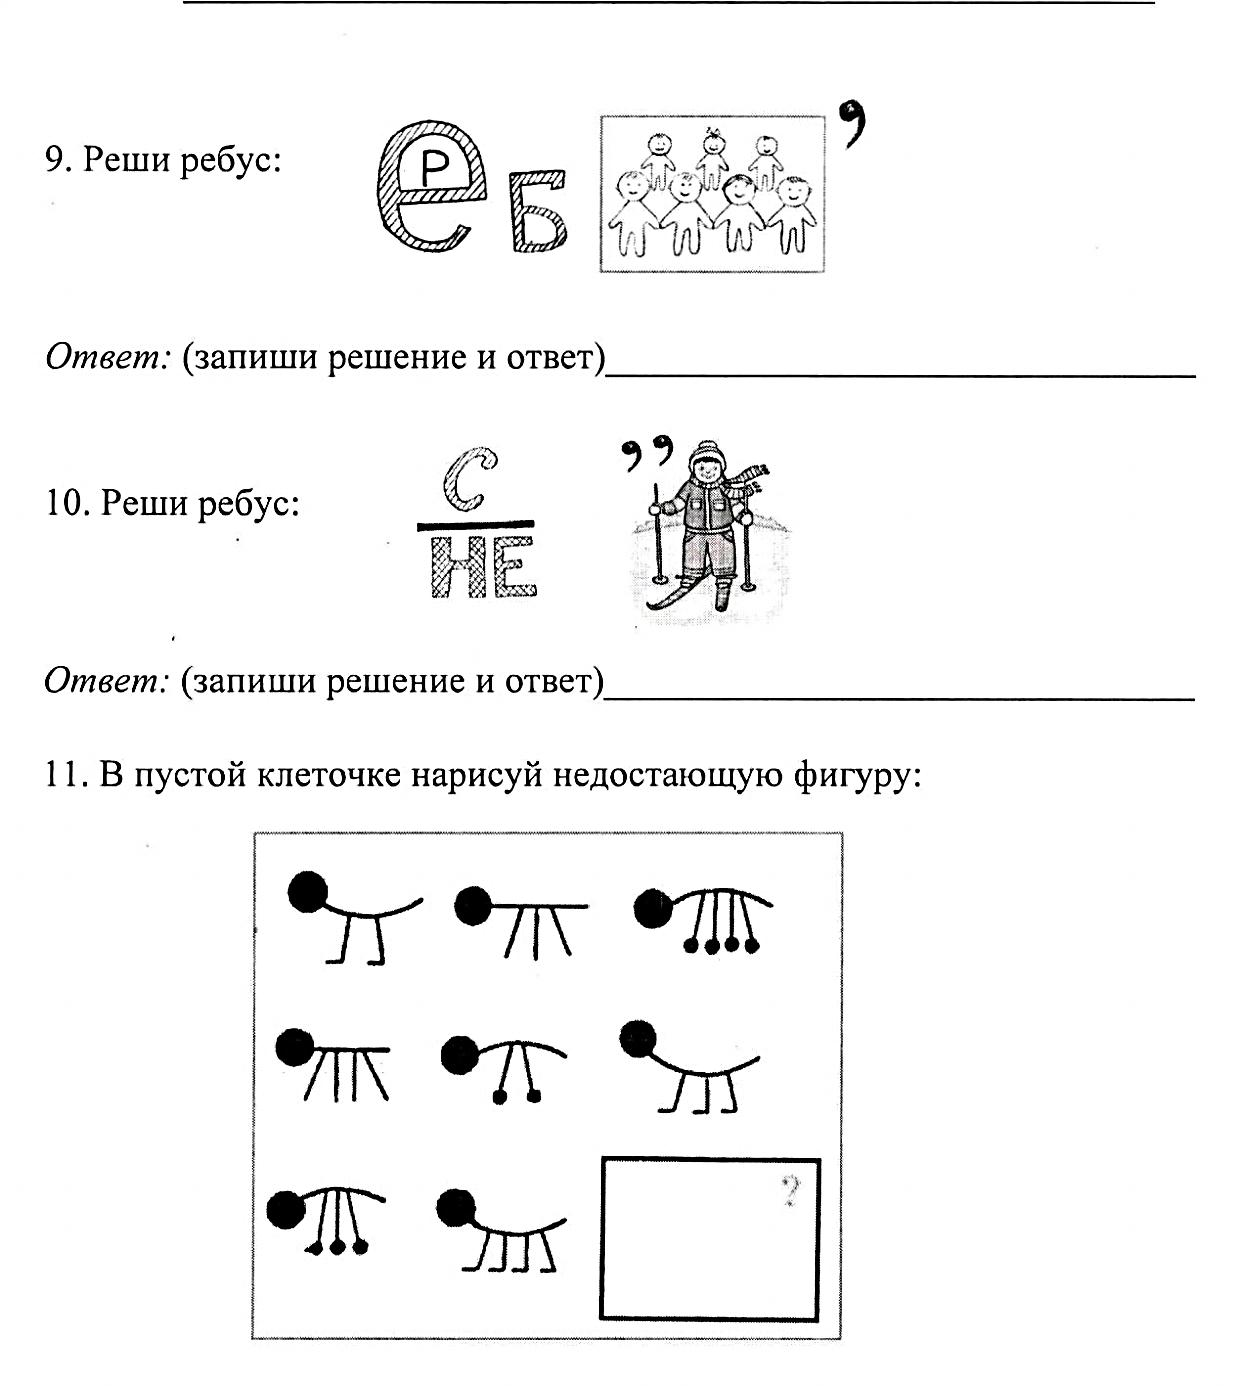 9. Реши ребус:
е р Б ,
Ответ: (запиши решение и ответ)
10. Реши ребус:
С ,,
НЕ
Ответ: (запиши решение и ответ)
11. В пустой клеточке нарисуй недостающую фигуру:
?